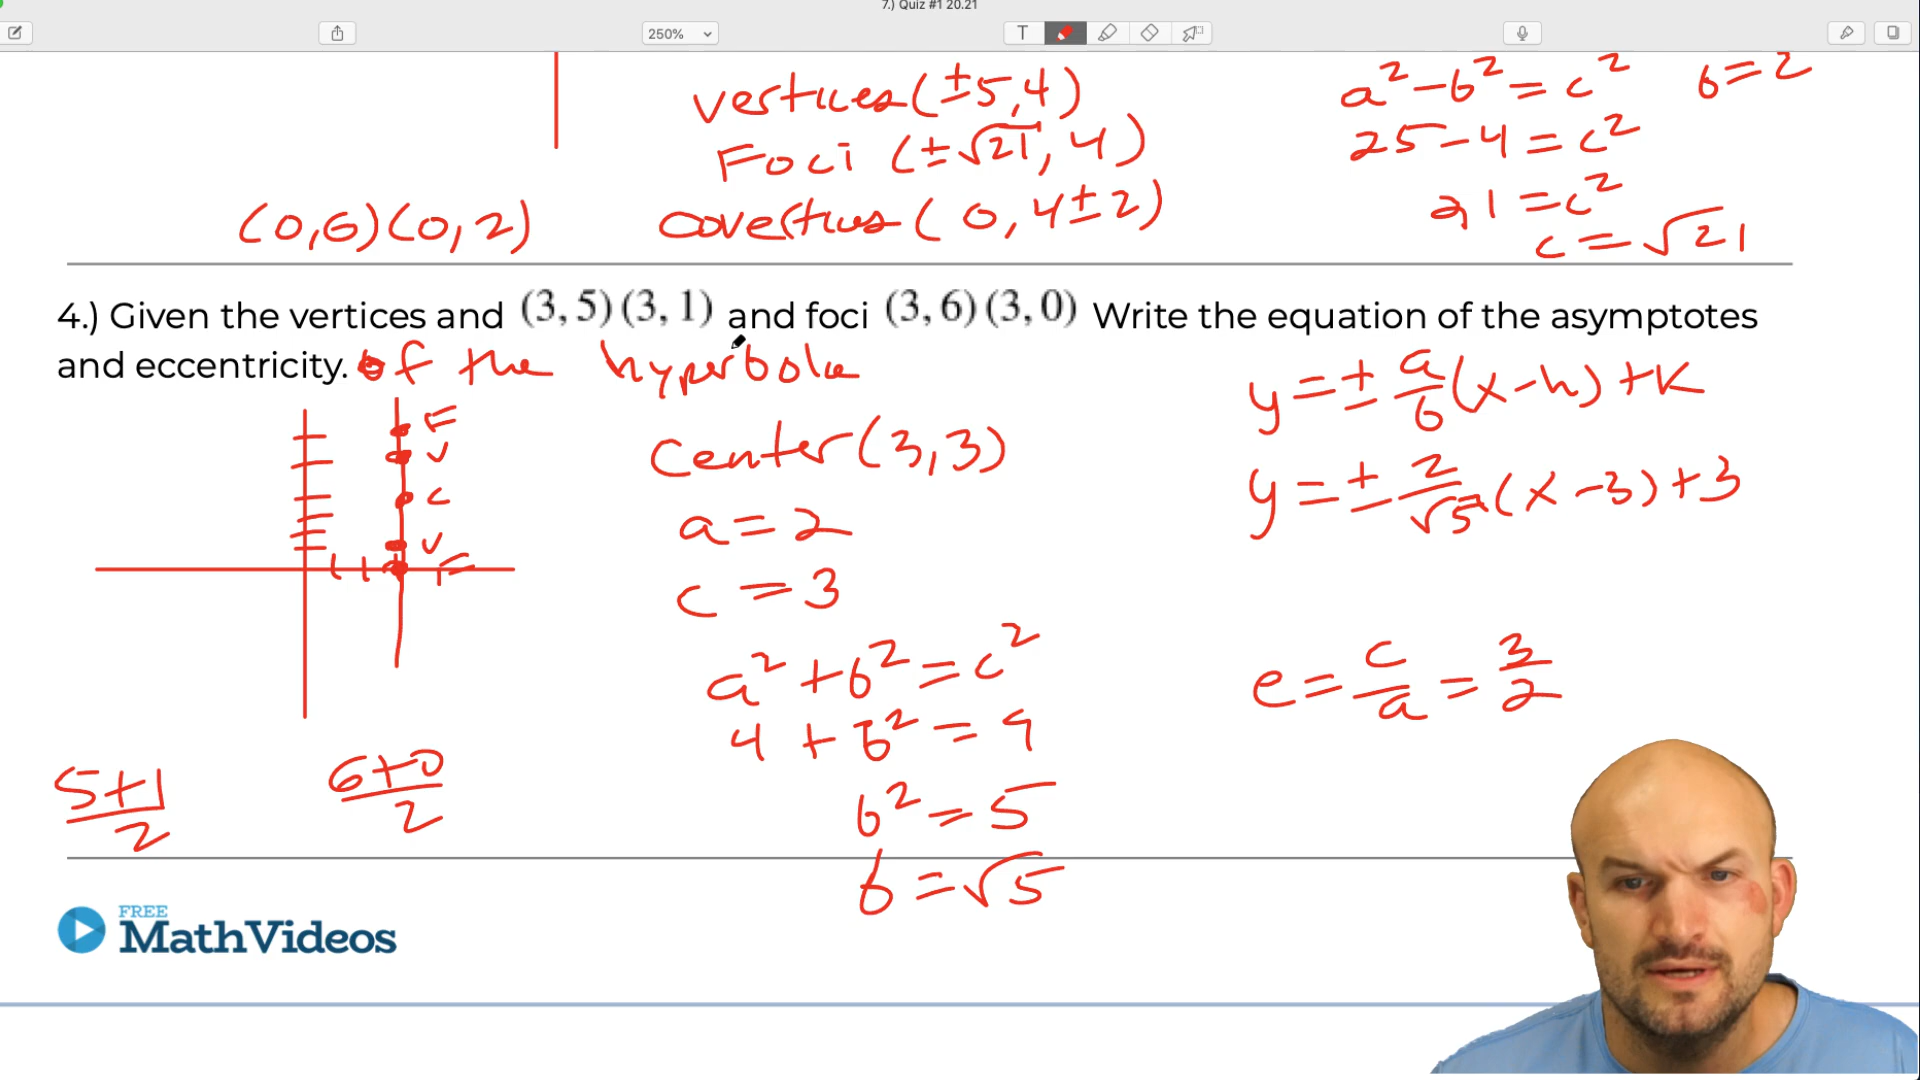 7.) Quiz #1 20.21
250%
T
vertices (±5,4)
Foci (±√21, 4)
covertices (0, 4±2)
(0,6)(0,2)
a²-b²=c²
b=2
25-4=c²
21=c²
c=√21
4.) Given the vertices and (3, 5) (3, 1) and foci (3, 6) (3, 0) Write the equation of the asymptotes
and eccentricity. of the hyperbola
F
V
C
V
F
5+1/2
6+0/2
Center (3,3)
a=2
c=3
a²+b²=c²
4+b²=9
b²=5
b=√5
y=± a/b (x-h)+k
y=± 2/√5 (x-3)+3
e= c/a = 3/2
FREE
MathVideos